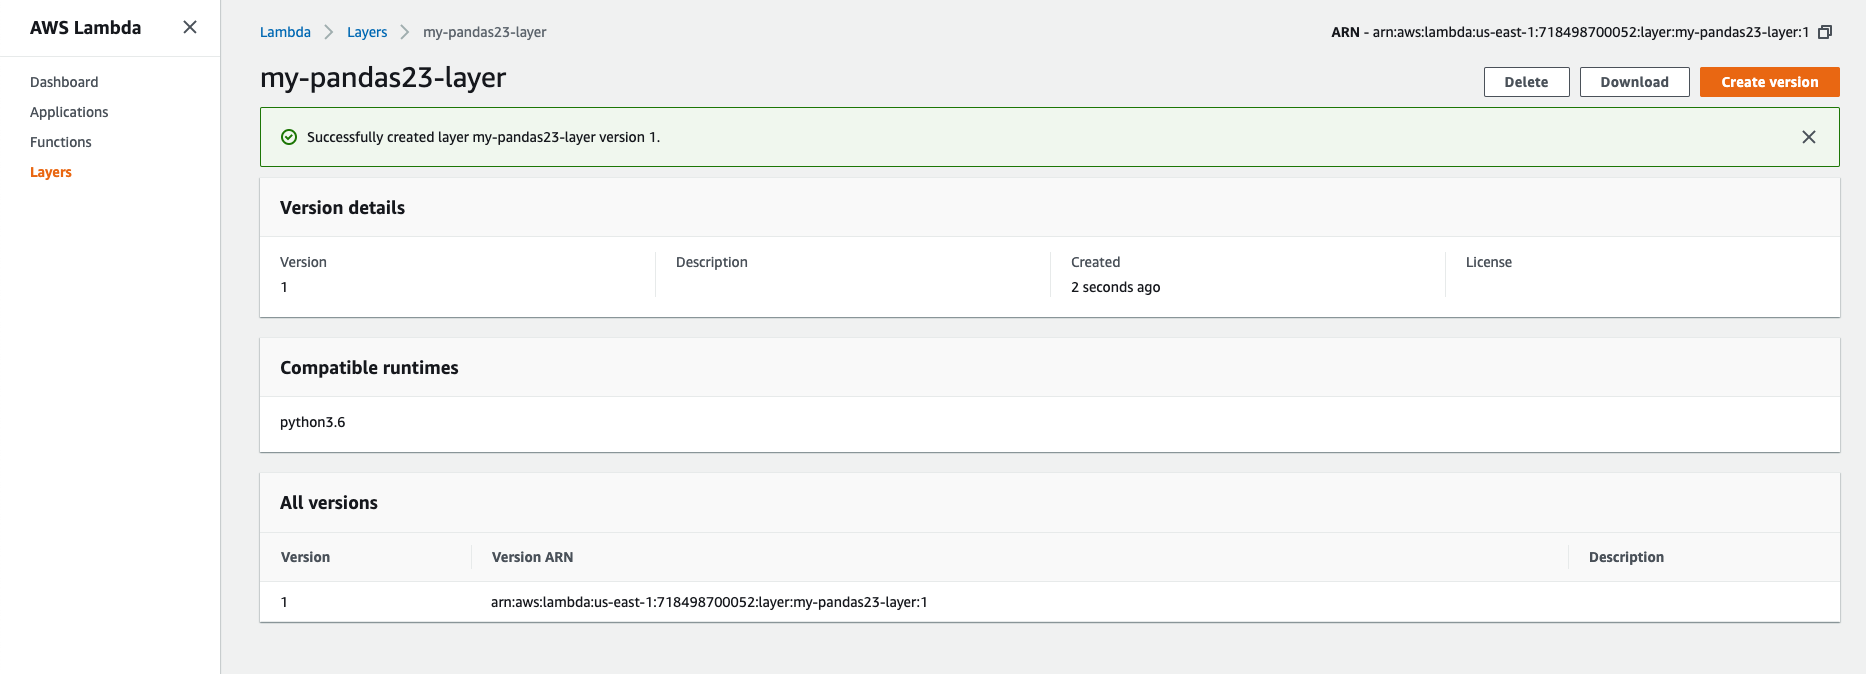 AWS Lambda
Dashboard
Applications
Functions
Layers
Lambda Layers my-pandas23-layer
ARN - arn:aws:lambda:us-east-1:718498700052:layer:my-pandas23-layer:1
my-pandas23-layer
Delete Download Create version
Successfully created layer my-pandas23-layer version 1.
Version details
Version Description Created License
1 2 seconds ago
Compatible runtimes
python3.6
All versions
Version Version ARN Description
1 arn:aws:lambda:us-east-1:718498700052:layer:my-pandas23-layer:1